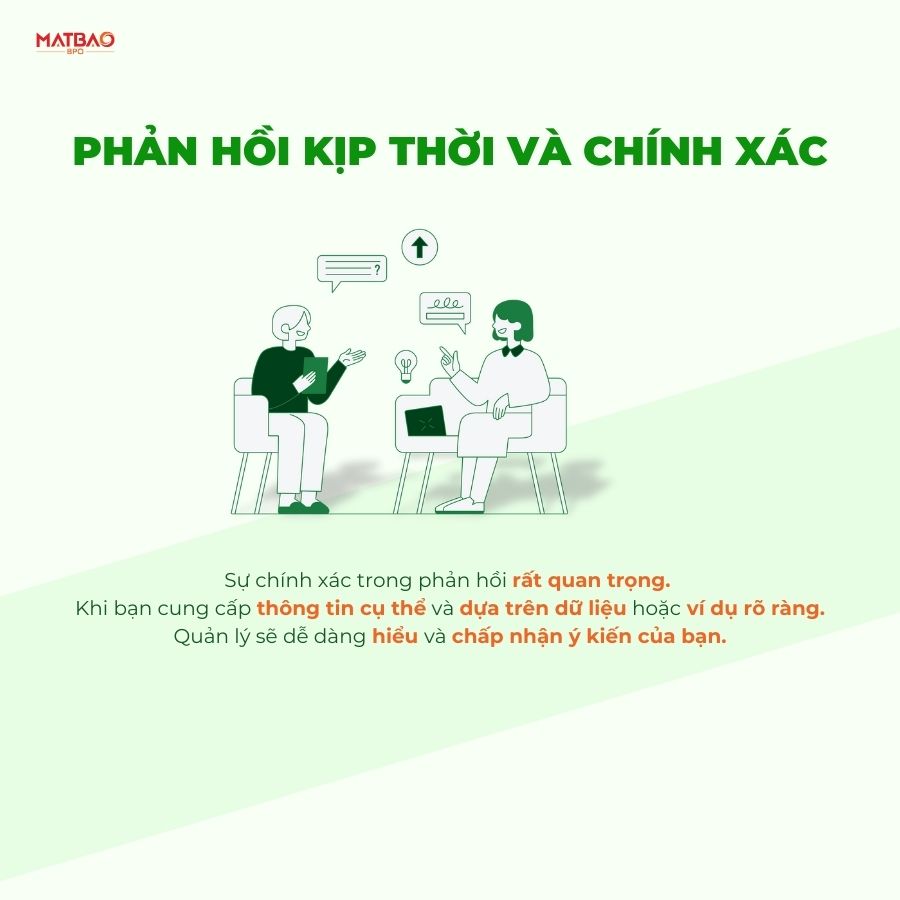 MATBAO
BPO
PHẢN HỒI KỊP THỜI VÀ CHÍNH XÁC
?
Sự chính xác trong phản hồi rất quan trọng.
Khi bạn cung cấp thông tin cụ thể và dựa trên dữ liệu hoặc ví dụ rõ ràng.
Quản lý sẽ dễ dàng hiểu và chấp nhận ý kiến của bạn.